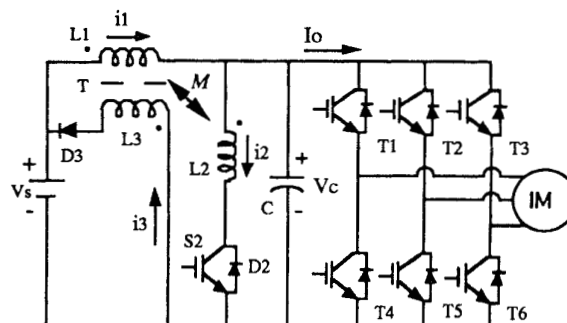 L1
i1
Io
T
M
L3
D3
+
Vs
-
i3
L2
i2
S2
D2
+
C
Vc
-
T1
T2
T3
IM
T4
T5
T6